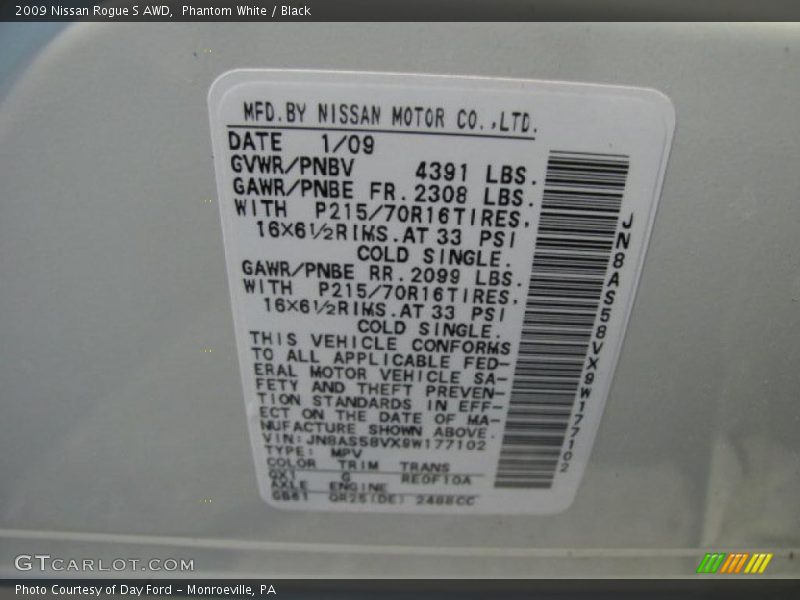 2009 Nissan Rogue S AWD, Phantom White / Black
MFD.BY NISSAN MOTOR CO.,LTD.
DATE 1/09
GVWR/PNBV 4391 LBS.
GAWR/PNBE FR. 2308 LBS.
WITH P215/70R16TIRES,
16×6½RIMS.AT 33 PSI
COLD SINGLE.
GAWR/PNBE RR. 2099 LBS.
WITH P215/70R16TIRES,
16×6½RIMS.AT 33 PSI
COLD SINGLE.
THIS VEHICLE CONFORMS
TO ALL APPLICABLE FED-
ERAL MOTOR VEHICLE SA-
FETY AND THEFT PREVEN-
TION STANDARDS IN EFF-
ECT ON THE DATE OF MA-
NUFACTURE SHOWN ABOVE.
VIN: JN8AS58VX9W177102
TYPE: MPV
COLOR TRIM TRANS
QX1 G RE0F10A
AXLE ENGINE
GB61 QR25(DE) 2488CC
JN8AS58VX9W177102
GTCARLOT.COM
Photo Courtesy of Day Ford – Monroeville, PA